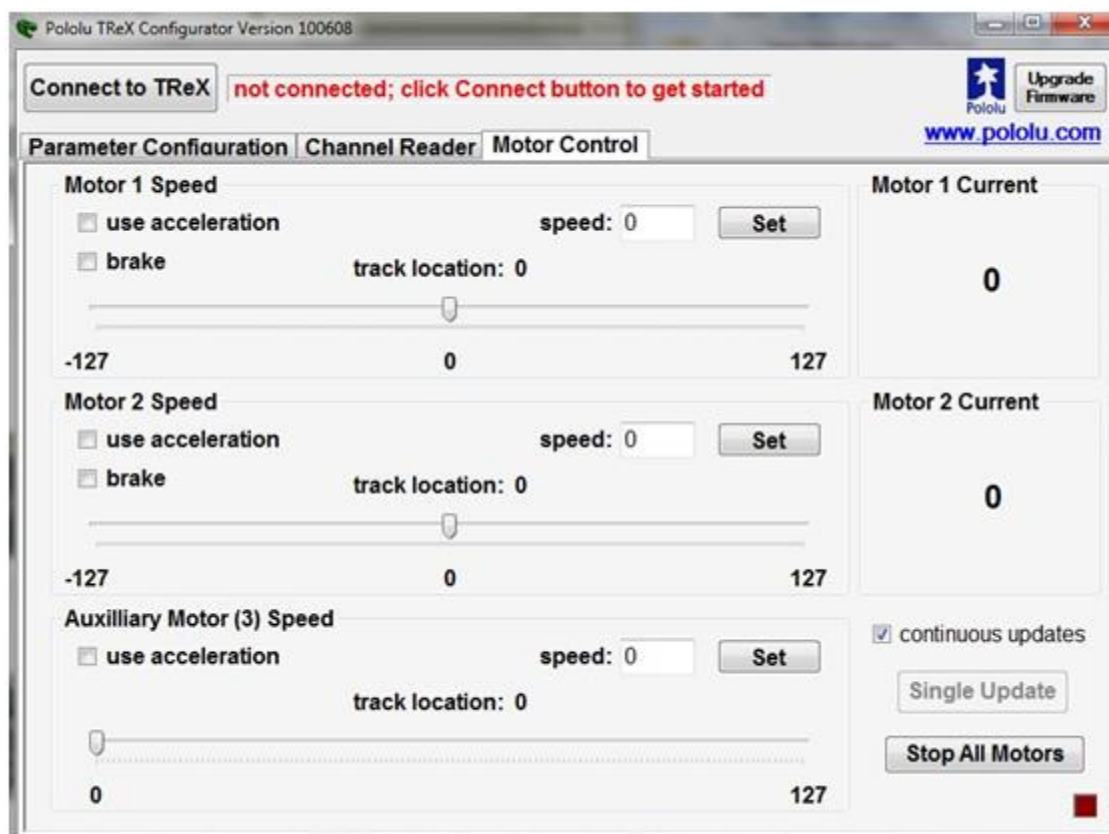 Pololu TReX Configurator Version 100608
Connect to TReX
not connected; click Connect button to get started
Pololu
Upgrade
Firmware
www.pololu.com
Parameter Configuration
Channel Reader
Motor Control
Motor 1 Speed
use acceleration
speed: 0
Set
brake
track location: 0
-127 0 127
Motor 1 Current
0
Motor 2 Speed
use acceleration
speed: 0
Set
brake
track location: 0
-127 0 127
Motor 2 Current
0
Auxilliary Motor (3) Speed
use acceleration
speed: 0
Set
track location: 0
0 127
continuous updates
Single Update
Stop All Motors